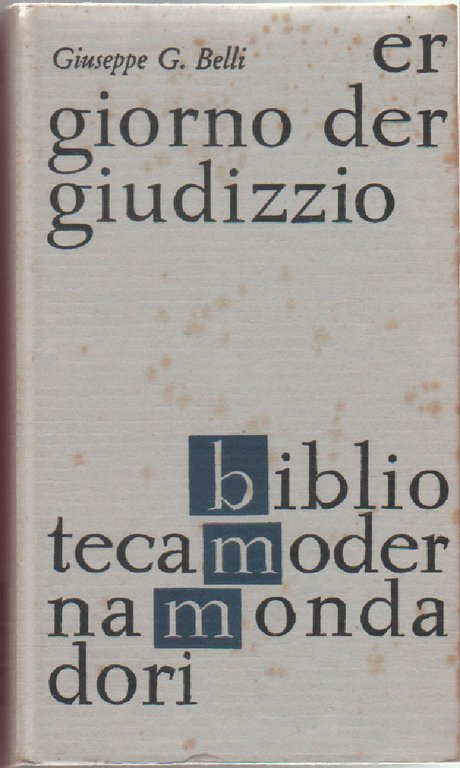 Giuseppe G. Belli er
giorno der
giudizzio
biblio
tecamoder
namonda
dori